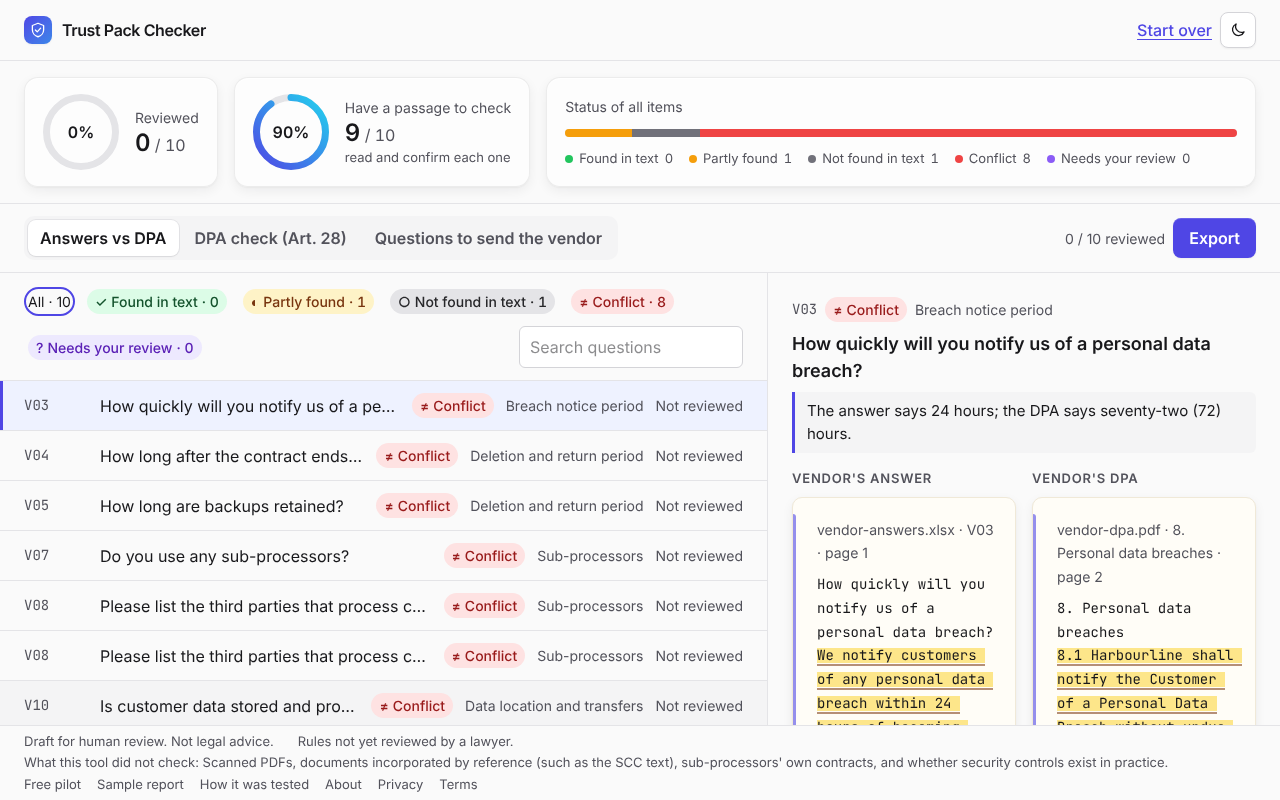 Trust Pack Checker
Start over
0%
Reviewed
0 / 10
90%
Have a passage to check
9 / 10
read and confirm each one
Status of all items
Found in text 0
Partly found 1
Not found in text 1
Conflict 8
Needs your review 0
Answers vs DPA
DPA check (Art. 28)
Questions to send the vendor
0 / 10 reviewed
Export
All · 10
✓ Found in text · 0
Partly found · 1
Not found in text · 1
≠ Conflict · 8
? Needs your review · 0
Search questions
V03 How quickly will you notify us of a pe... ≠ Conflict Breach notice period Not reviewed
V04 How long after the contract ends... ≠ Conflict Deletion and return period Not reviewed
V05 How long are backups retained? ≠ Conflict Deletion and return period Not reviewed
V07 Do you use any sub-processors? ≠ Conflict Sub-processors Not reviewed
V08 Please list the third parties that process c... ≠ Conflict Sub-processors Not reviewed
V08 Please list the third parties that process c... ≠ Conflict Sub-processors Not reviewed
V10 Is customer data stored and pro... ≠ Conflict Data location and transfers Not reviewed
V03 ≠ Conflict Breach notice period
How quickly will you notify us of a personal data
breach?
The answer says 24 hours; the DPA says seventy-two (72)
hours.
VENDOR'S ANSWER
vendor-answers.xlsx · V03
· page 1
How quickly will you
notify us of a
personal data breach?
We notify customers
of any personal data
breach within 24
hours of becoming
VENDOR'S DPA
vendor-dpa.pdf · 8.
Personal data breaches ·
page 2
8. Personal data
breaches
8.1 Harbourline shall
notify the Customer
of a Personal Data
Breach without undue
Draft for human review. Not legal advice. Rules not yet reviewed by a lawyer.
What this tool did not check: Scanned PDFs, documents incorporated by reference (such as the SCC text), sub-processors' own contracts, and whether security controls exist in practice.
Free pilot Sample report How it was tested About Privacy Terms